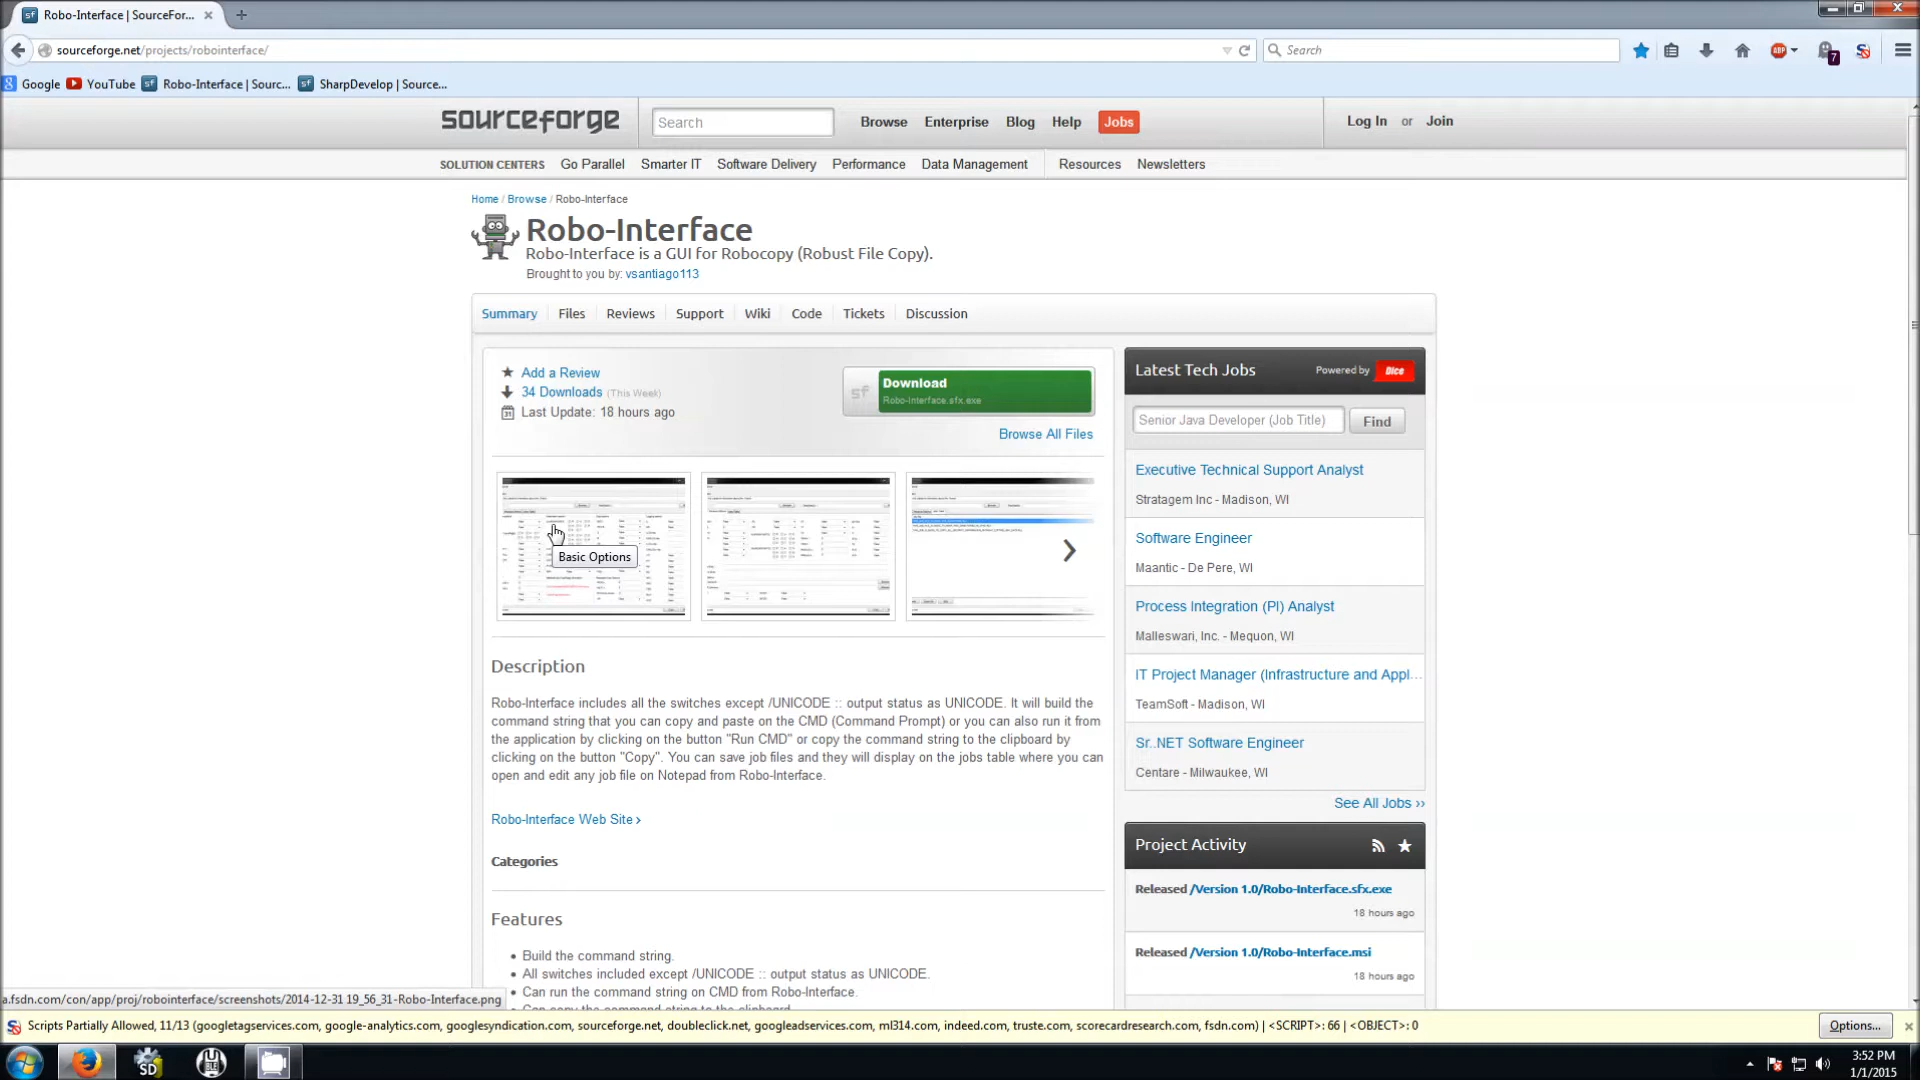 Robo-Interface | SourceFor...
sourceforge.net/projects/robointerface/
Search
7
Google YouTube Robo-Interface | Sourc... SharpDevelop | Source...
sourceforge
Search
Browse Enterprise Blog Help Jobs
Log In or Join
SOLUTION CENTERS Go Parallel Smarter IT Software Delivery Performance Data Management Resources Newsletters
Home / Browse / Robo-Interface
Robo-Interface
Robo-Interface is a GUI for Robocopy (Robust File Copy).
Brought to you by: vsantiago113
Summary Files Reviews Support Wiki Code Tickets Discussion
Add a Review
34 Downloads (This Week)
Last Update: 18 hours ago
Download
Robo-Interface.sfx.exe
Browse All Files
Basic Options
Description
Robo-Interface includes all the switches except /UNICODE :: output status as UNICODE. It will build the
command string that you can copy and paste on the CMD (Command Prompt) or you can also run it from
the application by clicking on the button "Run CMD" or copy the command string to the clipboard by
clicking on the button "Copy". You can save job files and they will display on the jobs table where you can
open and edit any job file on Notepad from Robo-Interface.
Robo-Interface Web Site ›
Categories
Features
• Build the command string.
• All switches included except /UNICODE :: output status as UNICODE.
• Can run the command string on CMD from Robo-Interface.
Latest Tech Jobs
Powered by Dice
Senior Java Developer (Job Title) Find
Executive Technical Support Analyst
Stratagem Inc - Madison, WI
Software Engineer
Maantic - De Pere, WI
Process Integration (PI) Analyst
Malleswari, Inc. - Mequon, WI
IT Project Manager (Infrastructure and Appl...
TeamSoft - Madison, WI
Sr..NET Software Engineer
Centare - Milwaukee, WI
See All Jobs ››
Project Activity
Released /Version 1.0/Robo-Interface.sfx.exe
18 hours ago
Released /Version 1.0/Robo-Interface.msi
18 hours ago
a.fsdn.com/con/app/proj/robointerface/screenshots/2014-12-31 19_56_31-Robo-Interface.png
Scripts Partially Allowed, 11/13 (googletagservices.com, google-analytics.com, googlesyndication.com, sourceforge.net, doubleclick.net, googleadservices.com, ml314.com, indeed.com, truste.com, scorecardresearch.com, fsdn.com) | <SCRIPT>: 66 | <OBJECT>: 0
Options...
SD
3:52 PM
1/1/2015